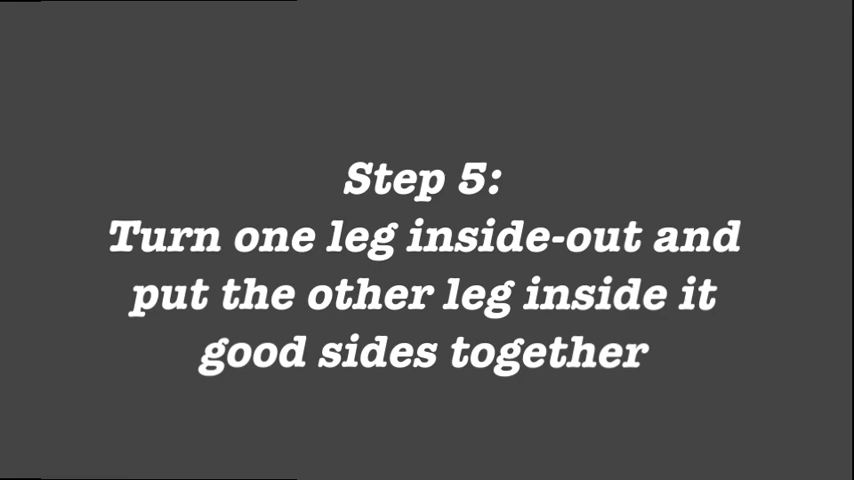 Step 5:
Turn one leg inside-out and
put the other leg inside it
good sides together